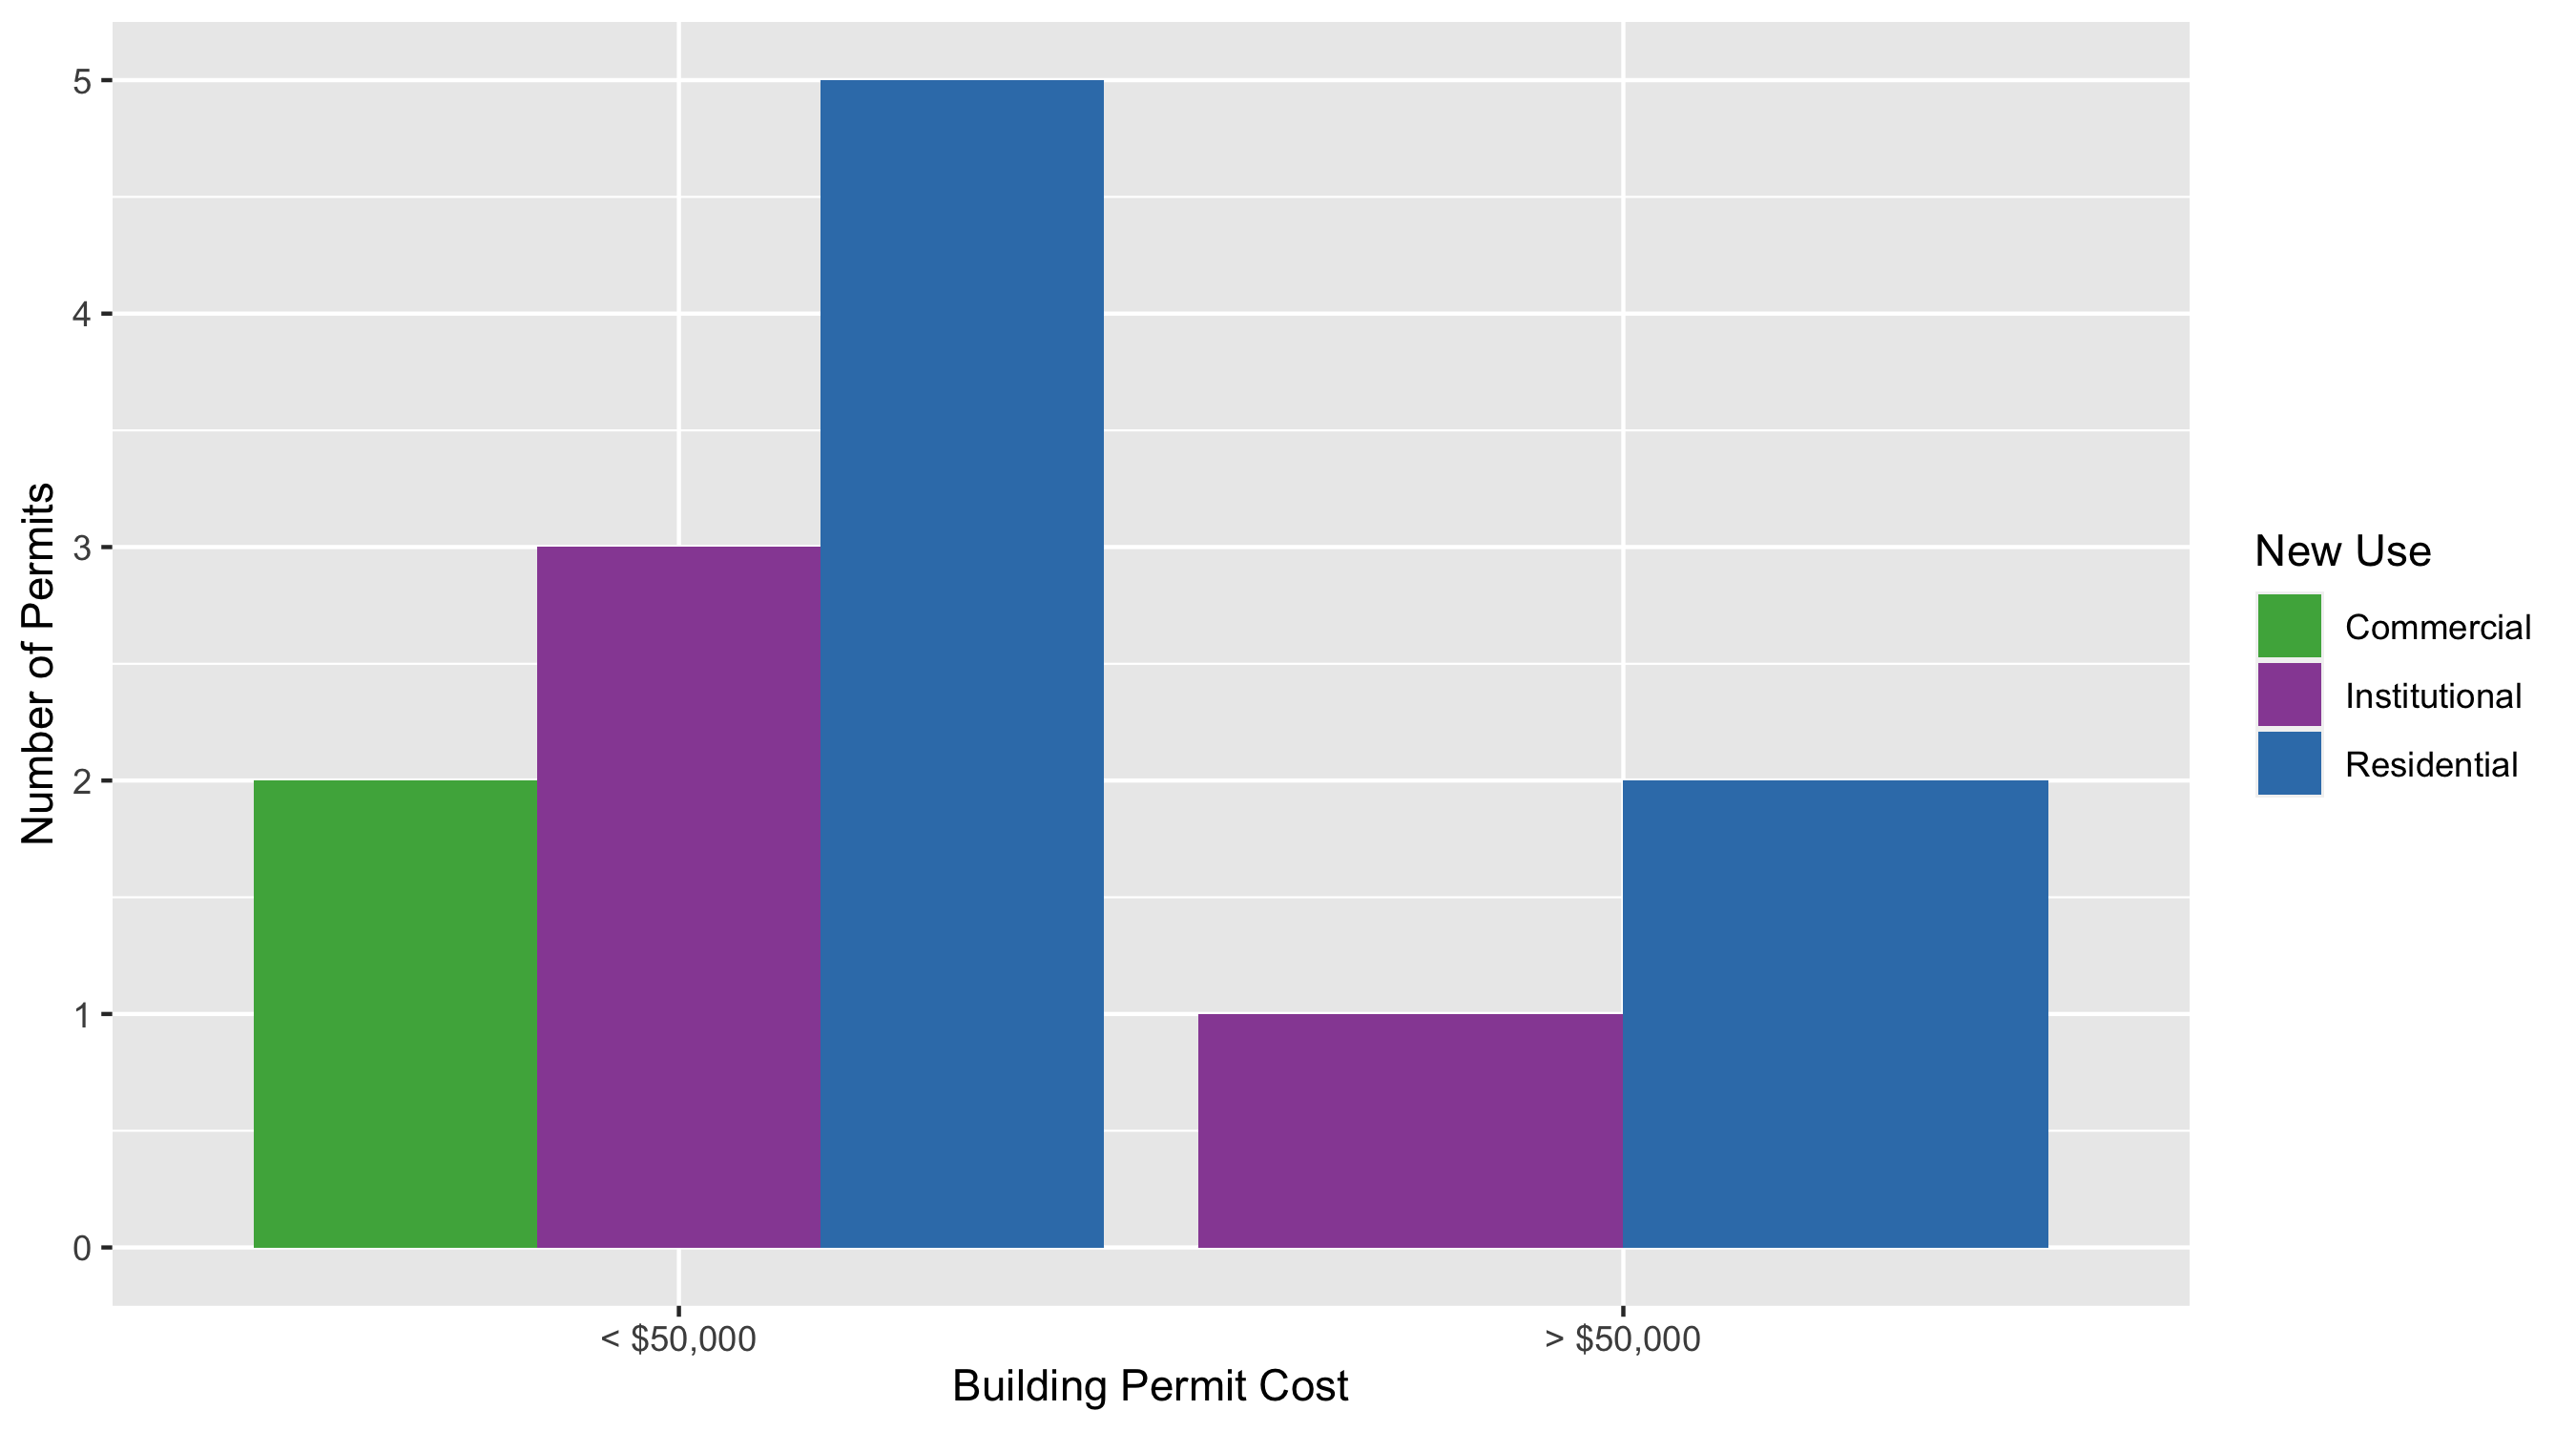 5
4
3
2
1
0
Number of Permits
< $50,000
> $50,000
Building Permit Cost
New Use
Commercial
Institutional
Residential